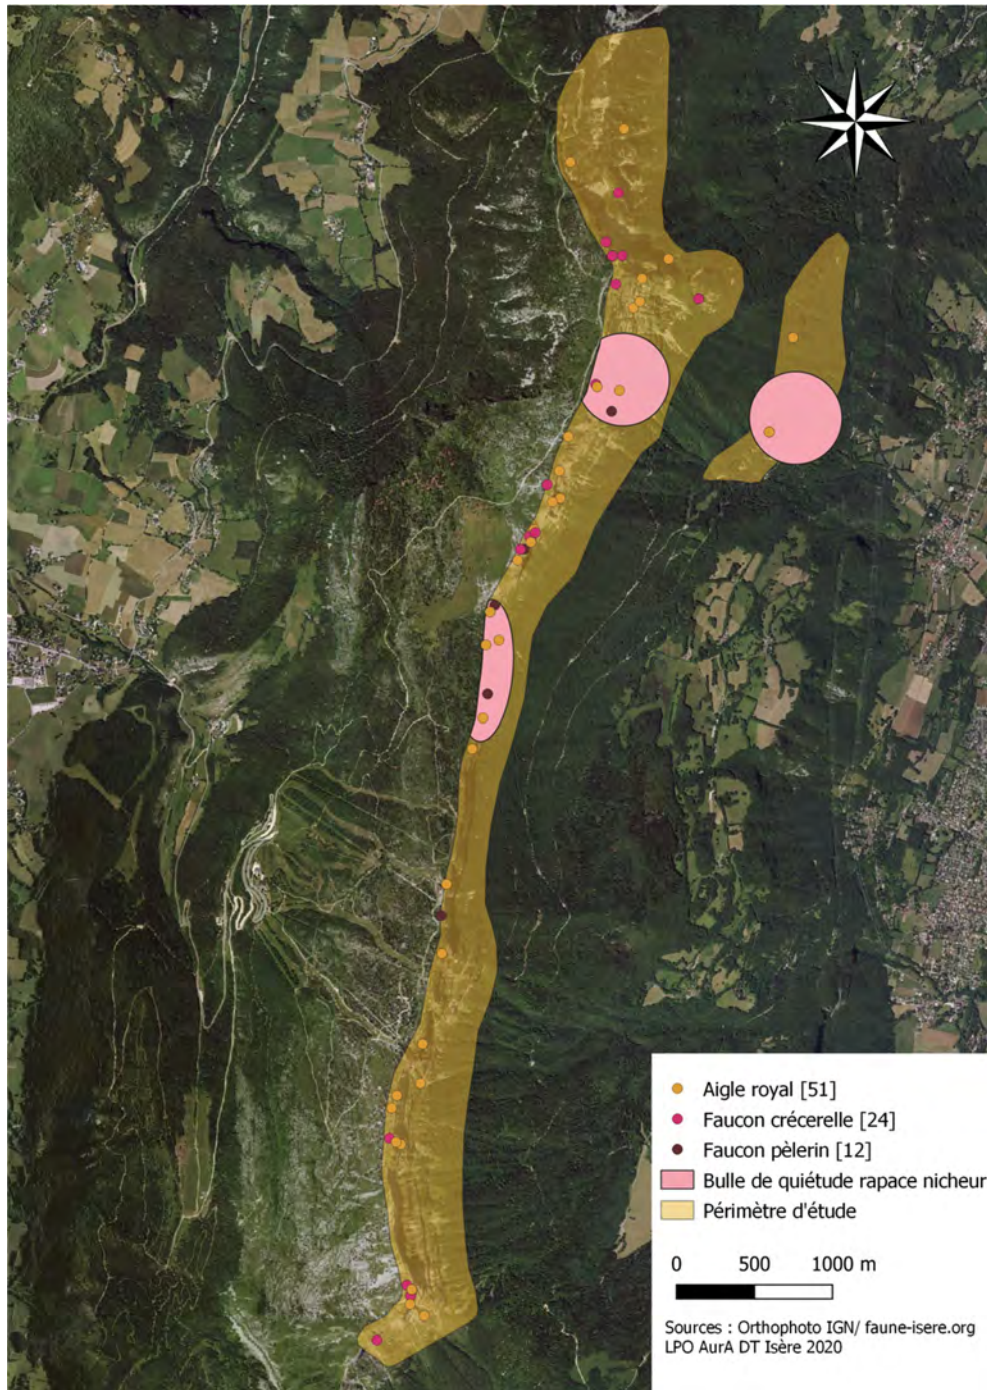 Aigle royal [51]
Faucon crécerelle [24]
Faucon pèlerin [12]
Bulle de quiétude rapace nicheur
Périmètre d'étude
0 500 1000 m
Sources : Orthophoto IGN/ faune-isere.org
LPO AurA DT Isère 2020